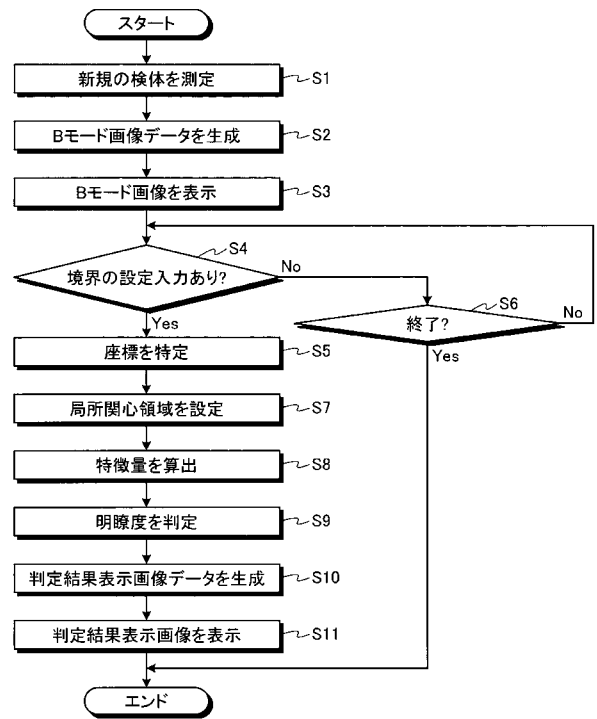 スタート
新規の検体を測定 S1
Bモード画像データを生成 S2
Bモード画像を表示 S3
S4
境界の設定入力あり? No
Yes
S6
終了? No
Yes
座標を特定 S5
局所関心領域を設定 S7
特徴量を算出 S8
明瞭度を判定 S9
判定結果表示画像データを生成 S10
判定結果表示画像を表示 S11
エンド